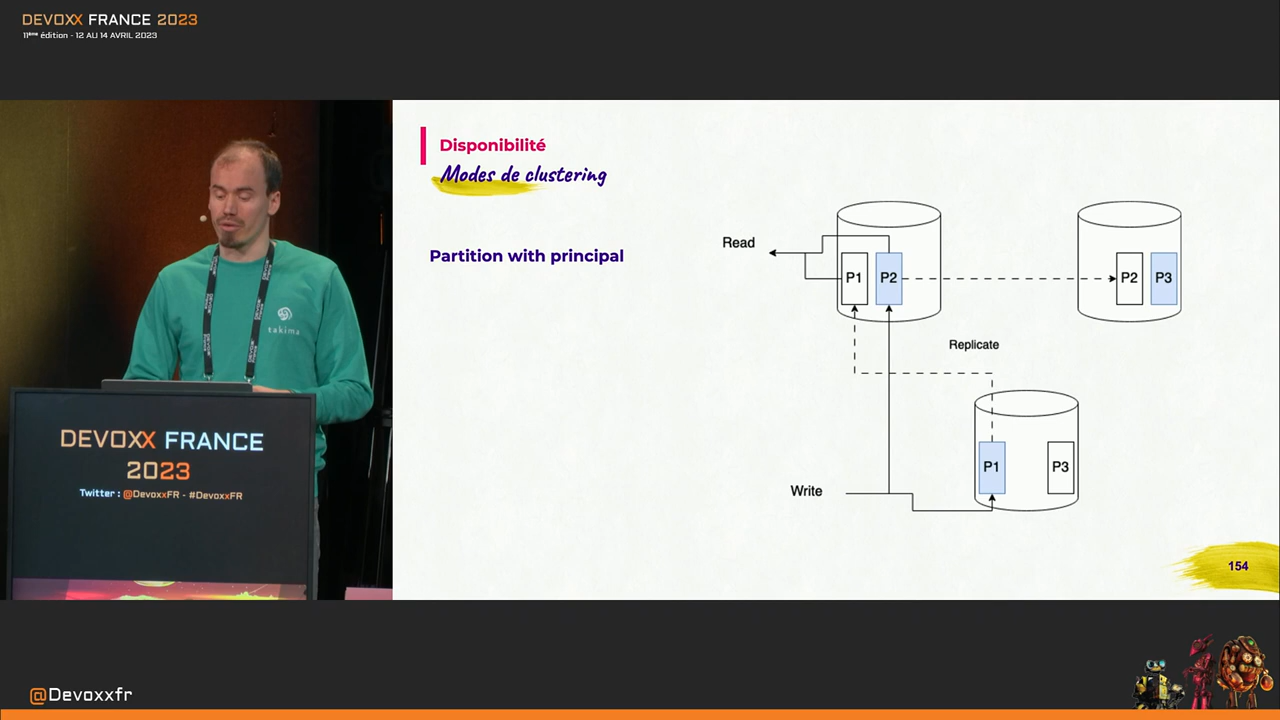 DEVOXX FRANCE 2023
11ème édition - 12 AU 14 AVRIL 2023
Disponibilité
Modes de clustering
Partition with principal
Read
P1
P2
P2
P3
Replicate
P1
P3
Write
154
takima
DEVOXX FRANCE
2023
Twitter : @DevoxxFR - #DevoxxFR
@Devoxxfr